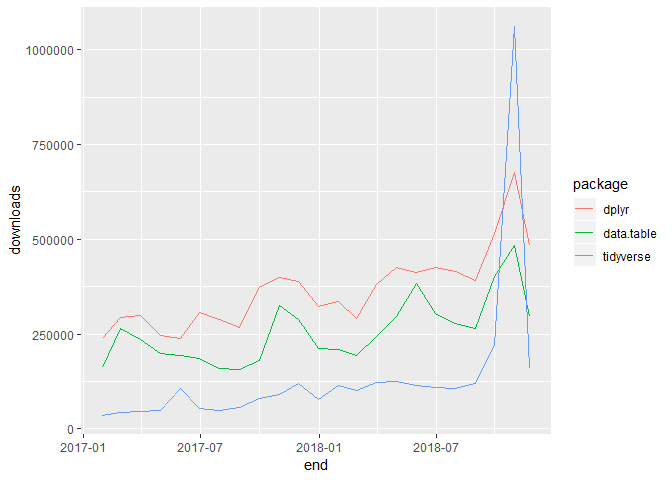 1000000
750000
500000
250000
0
downloads
2017-01
2017-07
2018-01
2018-07
end
package
dplyr
data.table
tidyverse